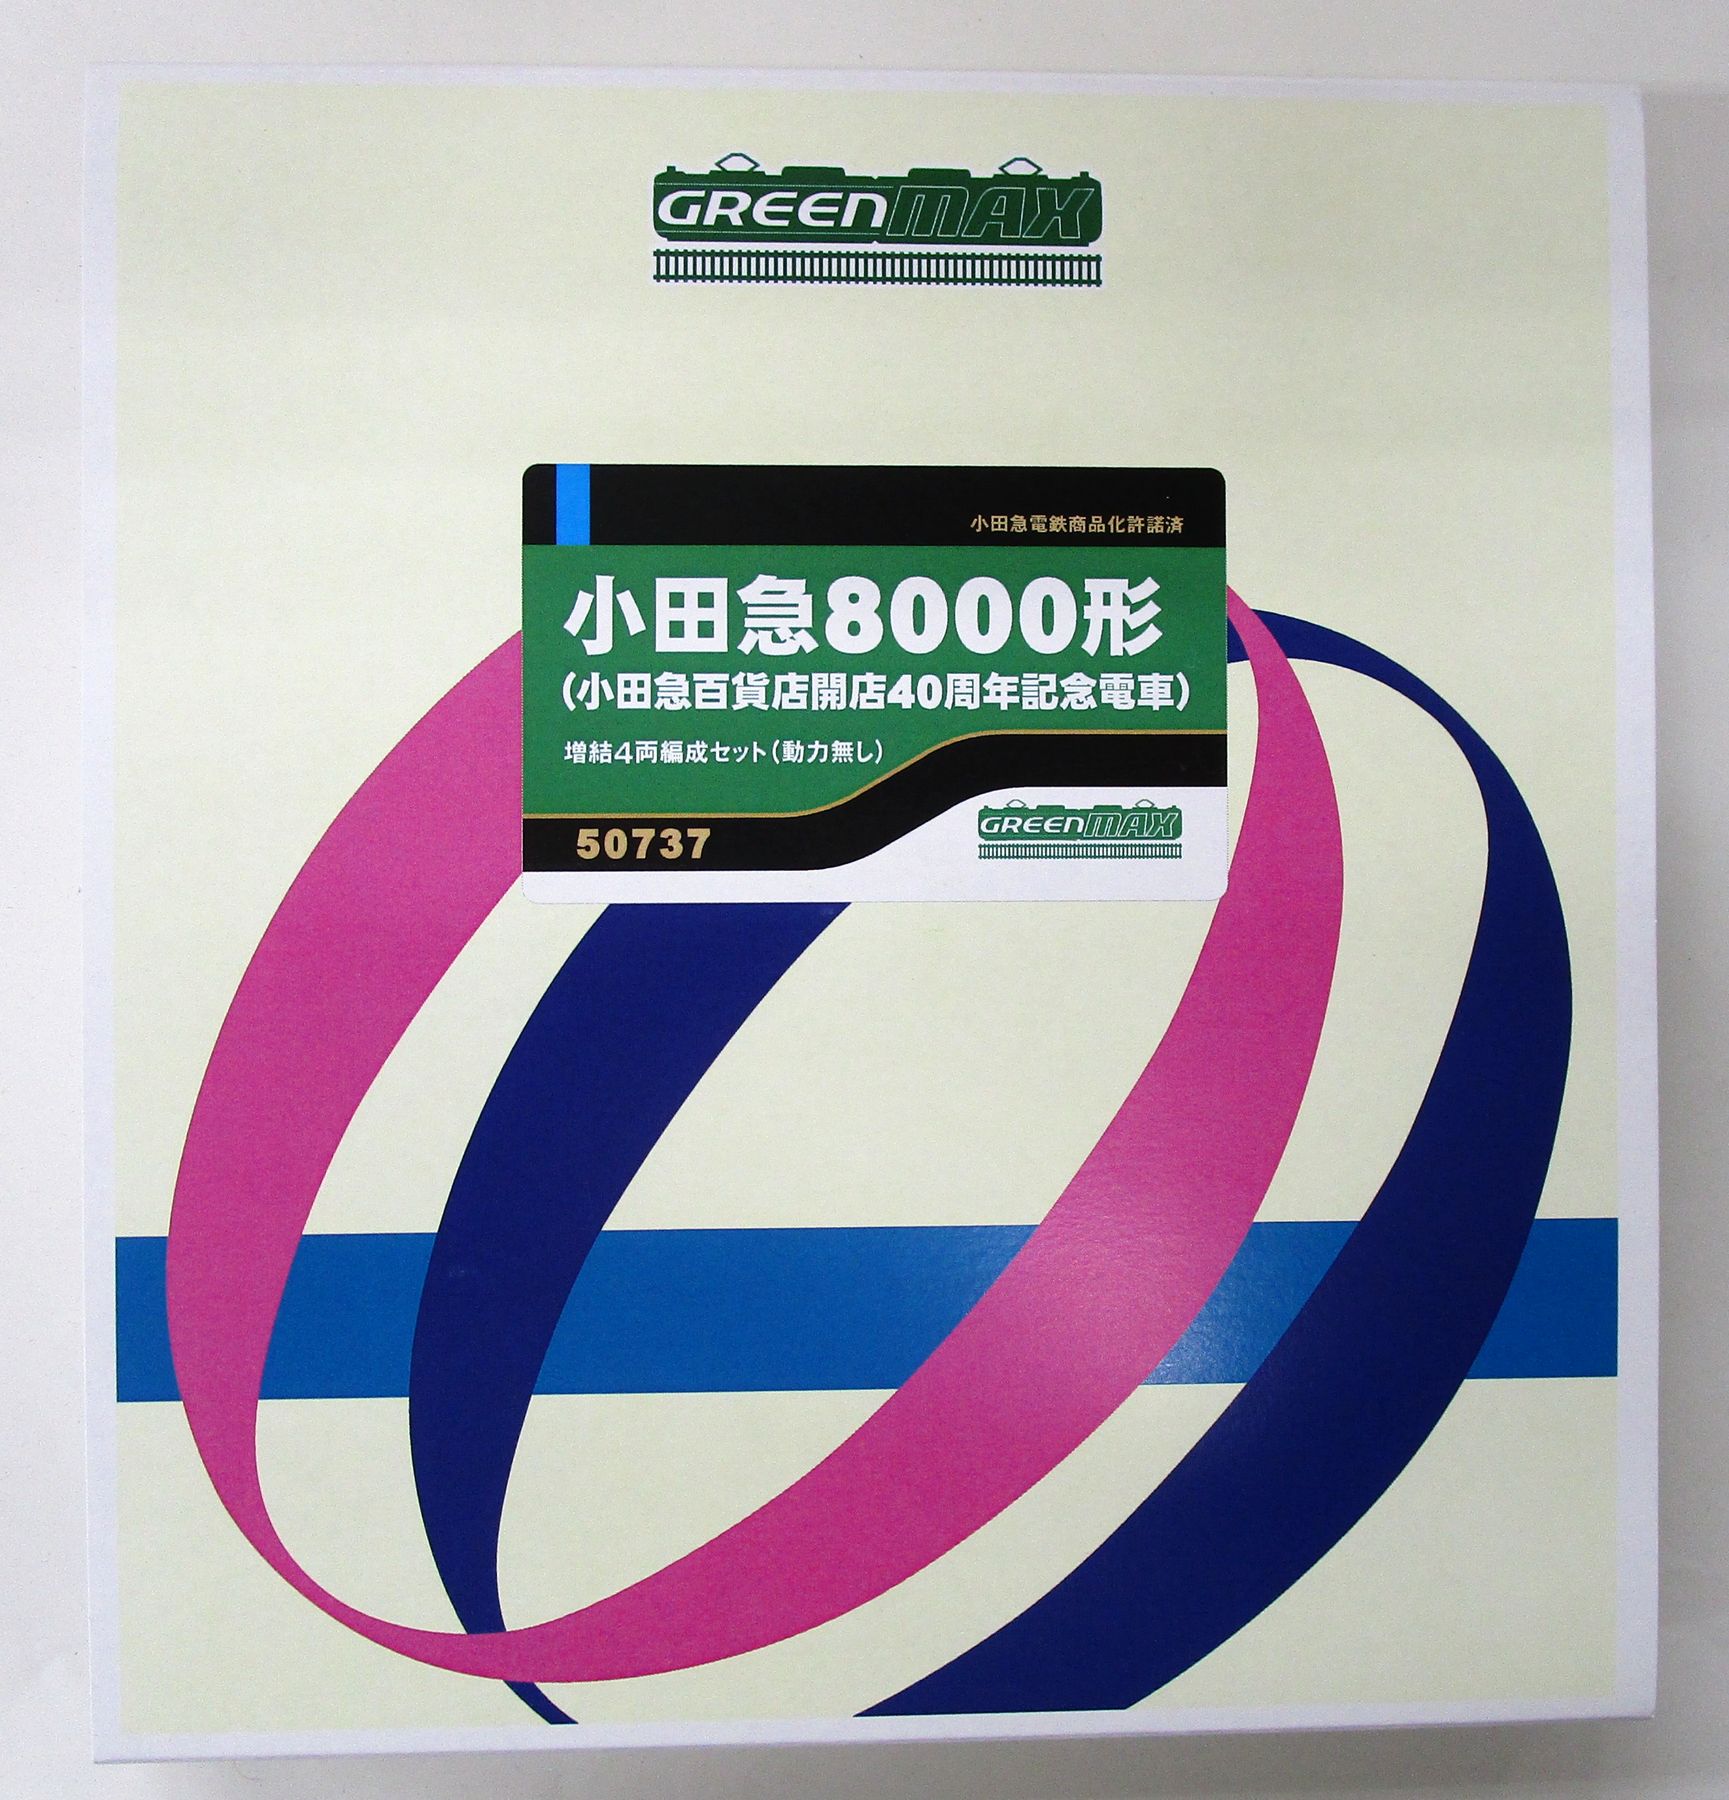 GREENMAX
小田急電鉄商品化許諾済
小田急8000形
（小田急百貨店開店40周年記念電車）
増結4両編成セット（動力無し）
50737
GREENMAX